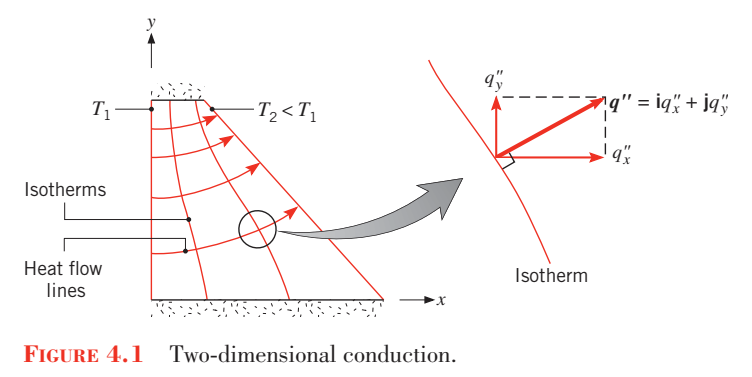 y
T₁
T₂ < T₁
Isotherms
Heat flow
lines
x
q″y
q″ = iq″x + jq″y
q″x
Isotherm
FIGURE 4.1 Two-dimensional conduction.